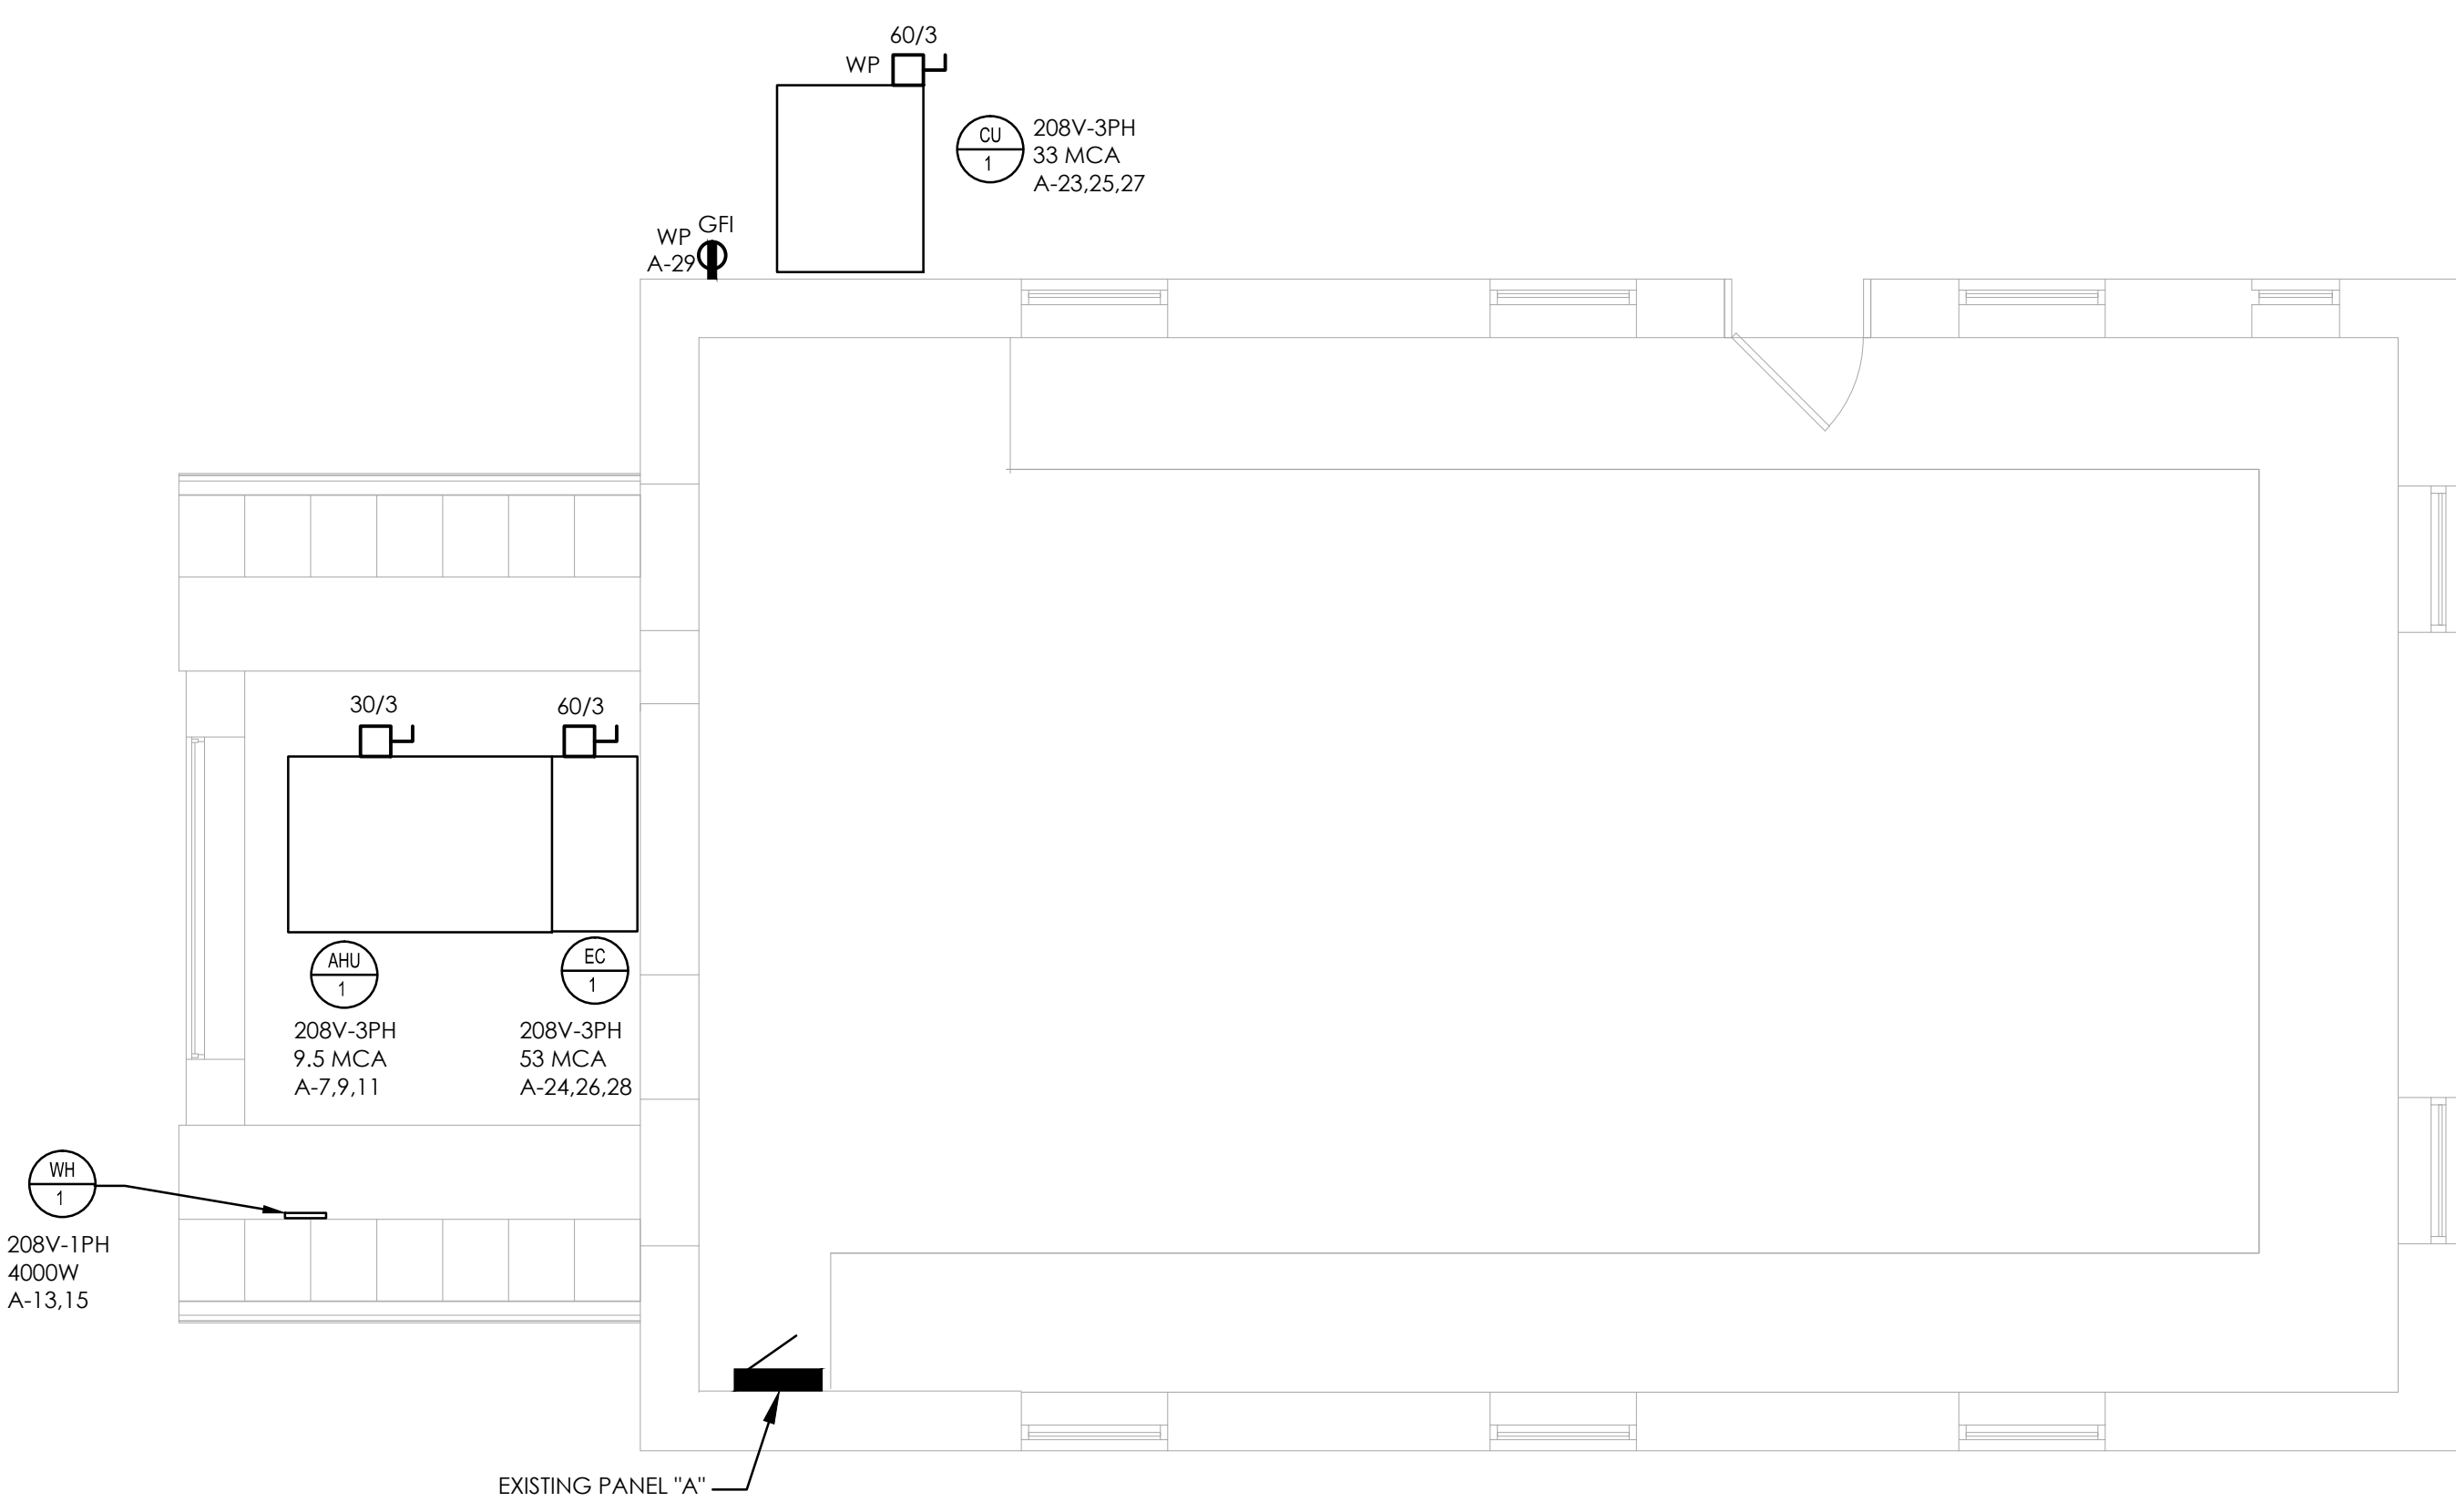 60/3
WP
CU
1
208V-3PH
33 MCA
A-23,25,27
GFI
WP
A-29
30/3
60/3
AHU
1
208V-3PH
9.5 MCA
A-7,9,11
EC
1
208V-3PH
53 MCA
A-24,26,28
WH
1
208V-1PH
4000W
A-13,15
EXISTING PANEL "A"